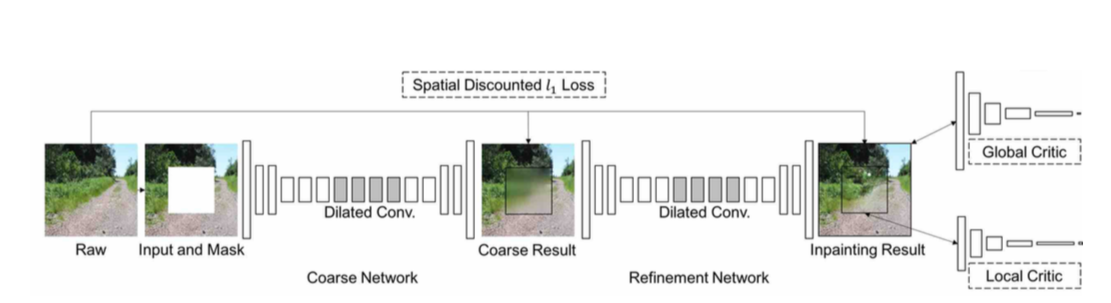 Spatial Discounted l₁ Loss
Global Critic
Dilated Conv.
Dilated Conv.
Raw
Input and Mask
Coarse Result
Inpainting Result
Coarse Network
Refinement Network
Local Critic